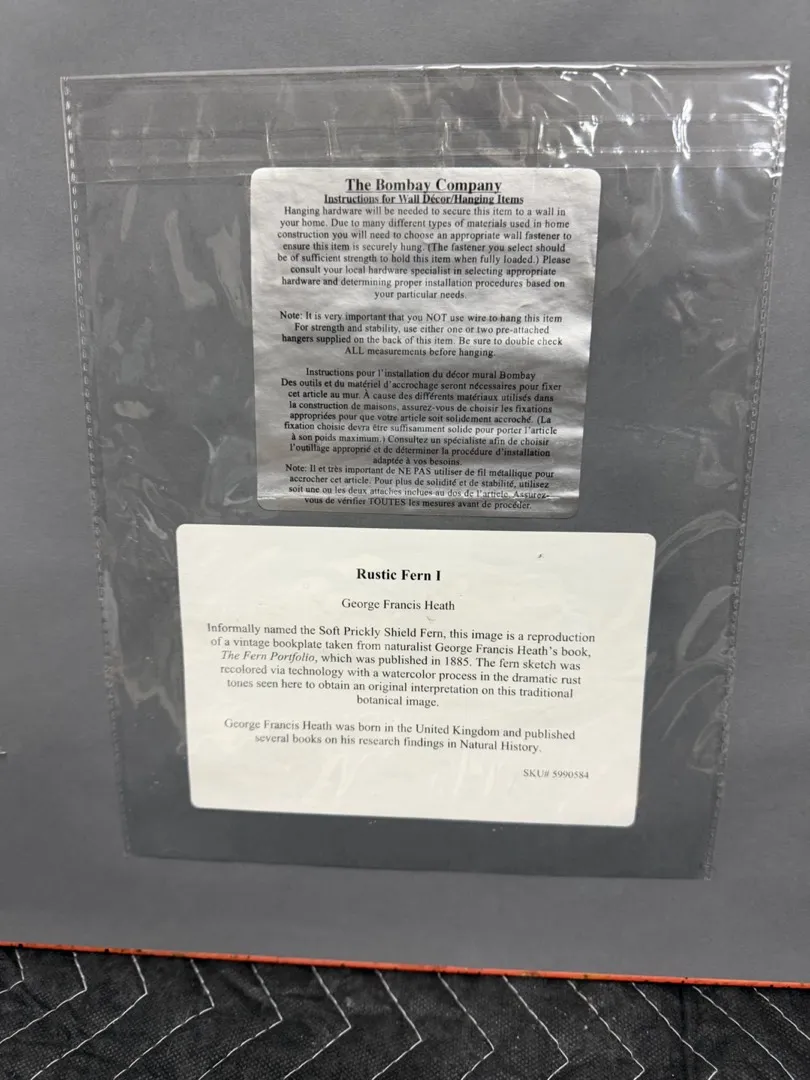 The Bombay Company
Instructions for Wall Décor/Hanging Items
Hanging hardware will be needed to secure this item to a wall in
your home. Due to many different types of materials used in home
construction you will need to choose an appropriate wall fastener to
ensure this item is securely hung. (The fastener you select should
be of sufficient strength to hold this item when fully loaded.) Please
consult your local hardware specialist in selecting appropriate
hardware and determining proper installation procedures based on
your particular needs.
Note: It is very important that you NOT use wire to hang this item
For strength and stability, use either one or two pre-attached
hangers supplied on the back of this item. Be sure to double check
ALL measurements before hanging.
Instructions pour l'installation du décor mural Bombay
Des outils et du matériel d'accrochage seront nécessaires pour fixer
cet article au mur. À cause des différents matériaux utilisés dans
la construction de maisons, assurez-vous de choisir les fixations
appropriées pour que votre article soit solidement accroché. (La
fixation choisie devra être suffisamment solide pour porter l'article
à son poids maximum.) Consultez un spécialiste afin de choisir
l'outillage approprié et de déterminer la procédure d'installation
adaptée à vos besoins.
Note: Il et très important de NE PAS utiliser de fil métallique pour
accrocher cet article. Pour plus de solidité et de stabilité, utilisez
soit une ou les deux attaches inclues au dos de l'article. Assurez-
vous de vérifier TOUTES les mesures avant de procéder.
Rustic Fern I
George Francis Heath
Informally named the Soft Prickly Shield Fern, this image is a reproduction
of a vintage bookplate taken from naturalist George Francis Heath's book,
The Fern Portfolio, which was published in 1885. The fern sketch was
recolored via technology with a watercolor process in the dramatic rust
tones seen here to obtain an original interpretation on this traditional
botanical image.
George Francis Heath was born in the United Kingdom and published
several books on his research findings in Natural History.
SKU# 5990584